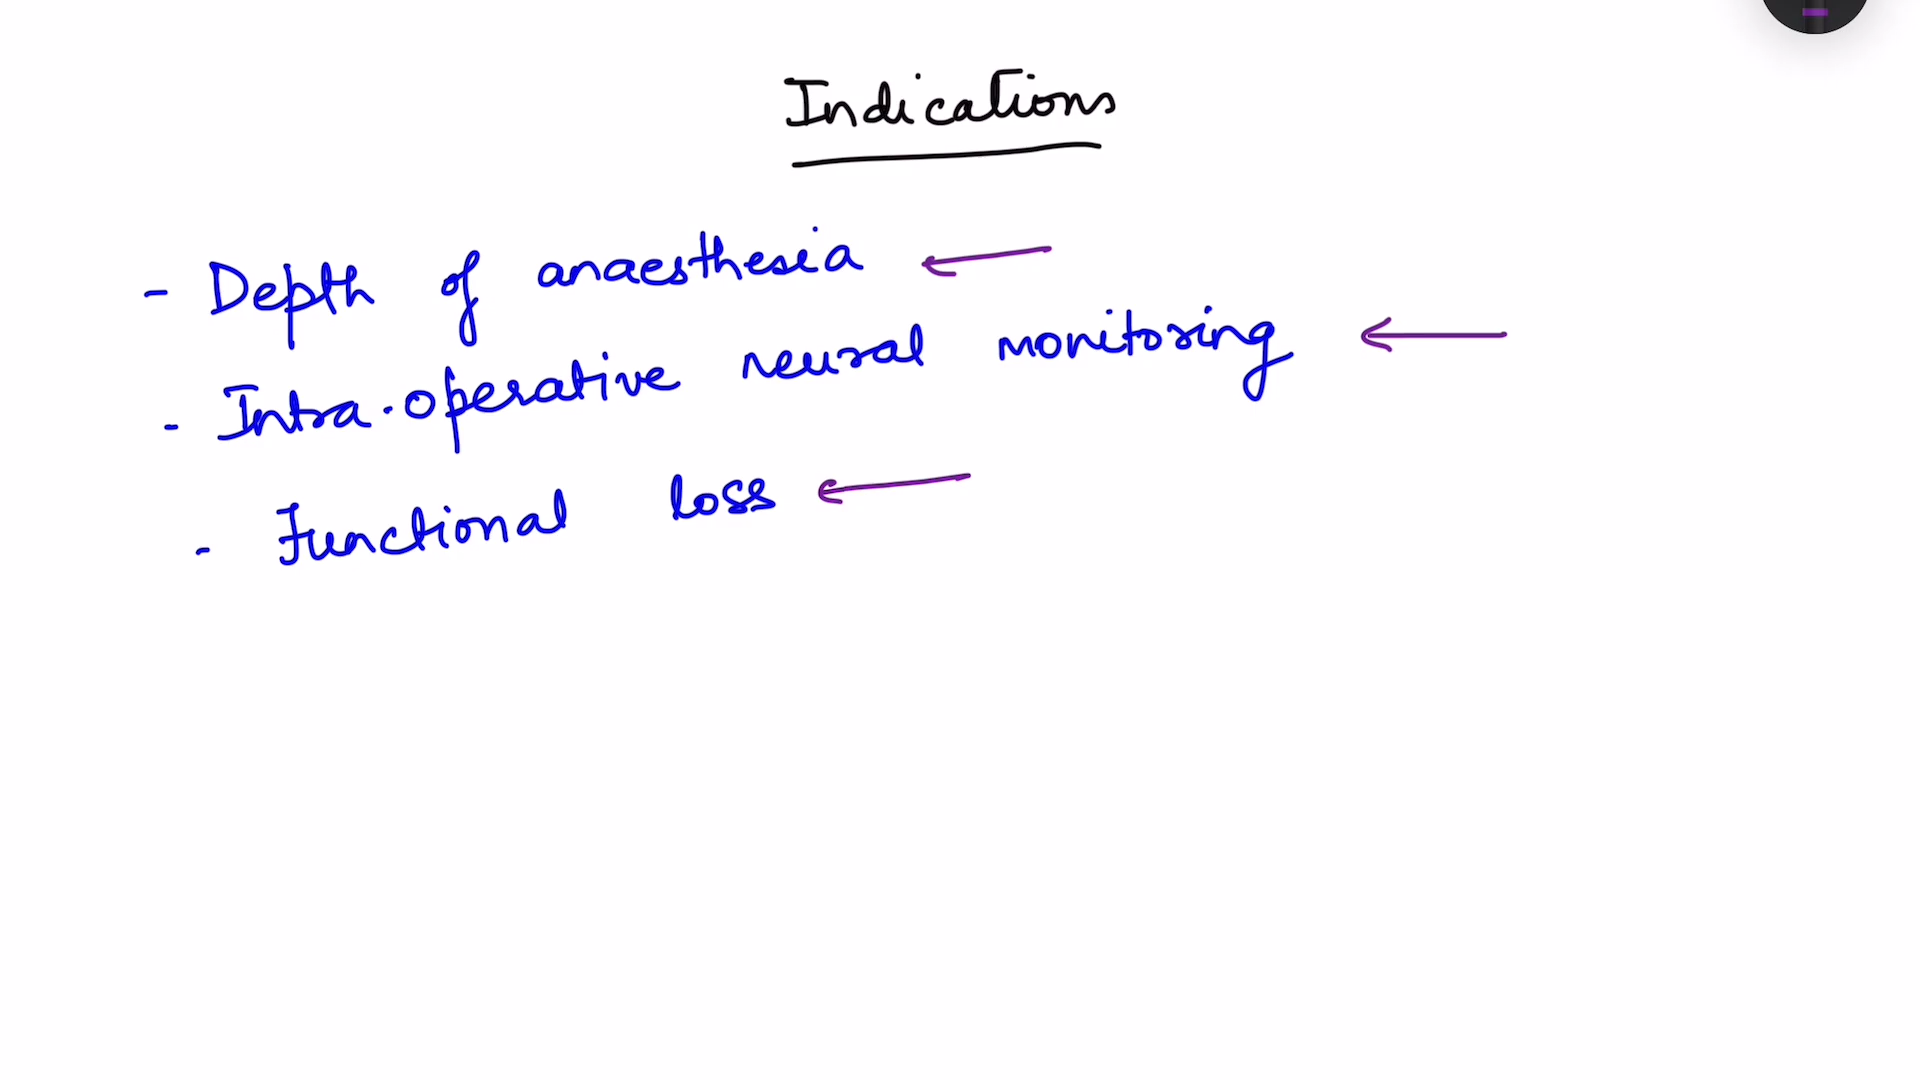 Indications
- Depth of anaesthesia ←
- Intra-operative neural monitoring ←
- Functional loss ←